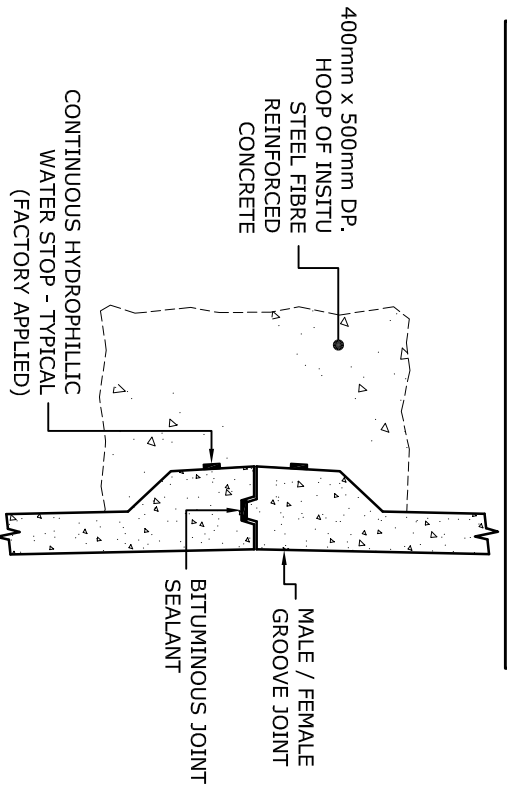 400mm x 500mm DP.
HOOP OF INSITU
STEEL FIBRE
REINFORCED
CONCRETE
CONTINUOUS HYDROPHILLIC
WATER STOP - TYPICAL
(FACTORY APPLIED)
MALE / FEMALE
GROOVE JOINT
BITUMINOUS JOINT
SEALANT